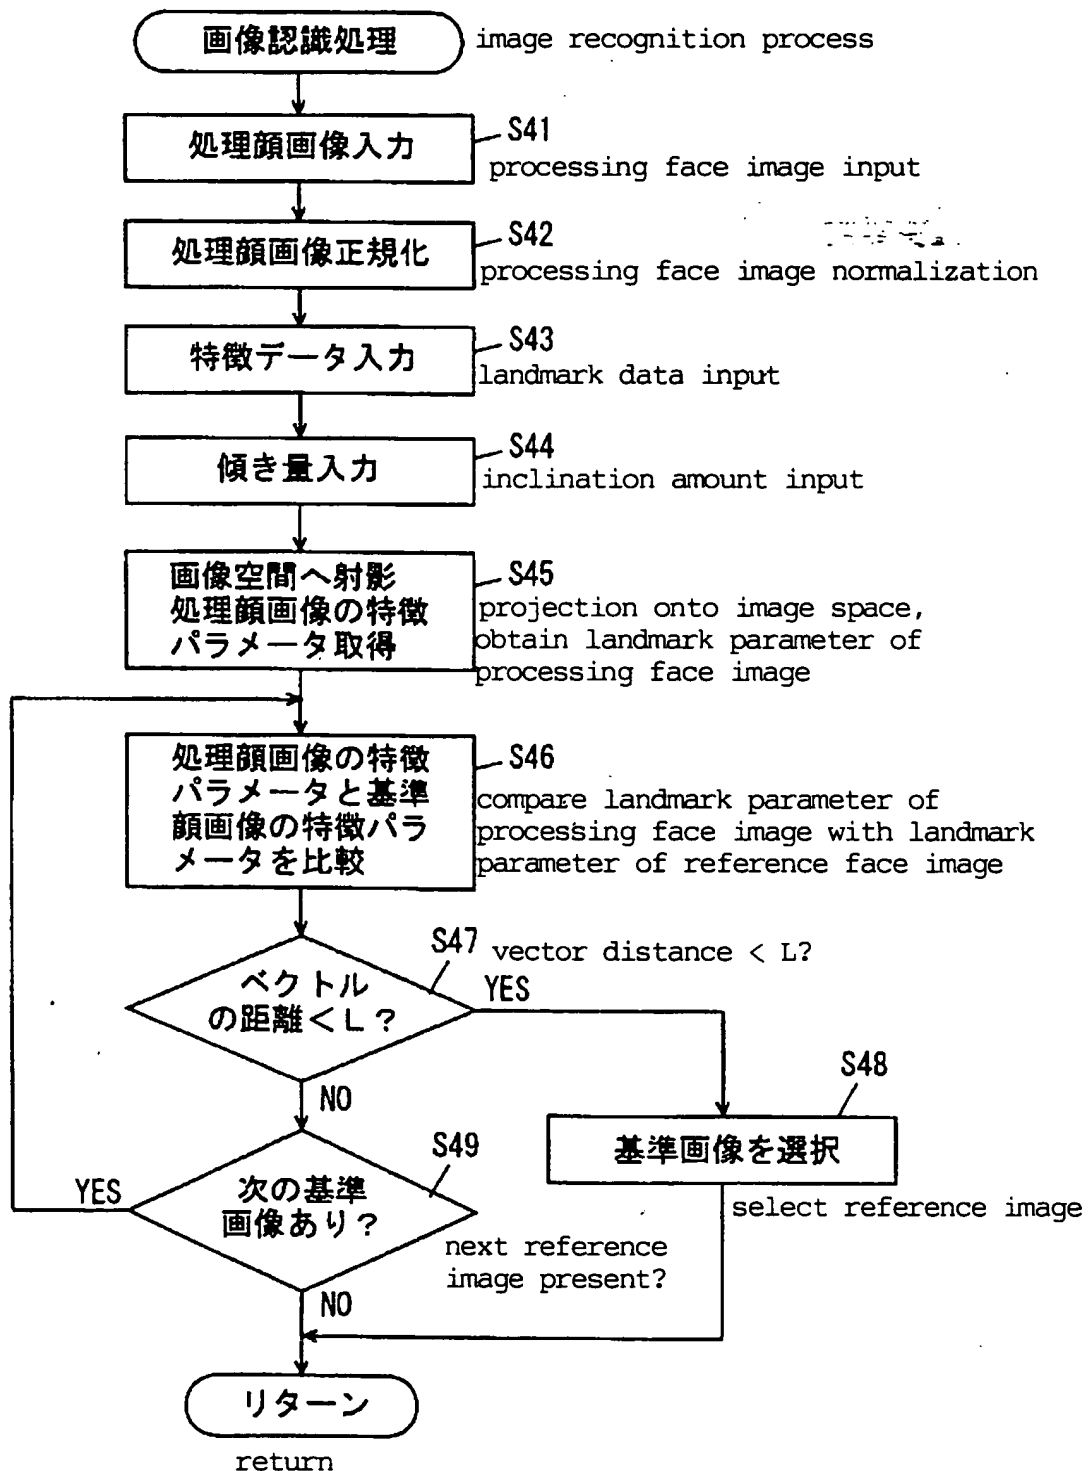 画像認識処理
image recognition process
S41
処理顔画像入力
processing face image input
S42
処理顔画像正規化
processing face image normalization
S43
特徴データ入力
landmark data input
S44
傾き量入力
inclination amount input
S45
画像空間へ射影
処理顔画像の特徴
パラメータ取得
projection onto image space,
obtain landmark parameter of
processing face image
S46
処理顔画像の特徴
パラメータと基準
顔画像の特徴パラ
メータを比較
compare landmark parameter of
processing face image with landmark
parameter of reference face image
S47
vector distance < L?
ベクトル
の距離<L?
YES
NO
S48
基準画像を選択
select reference image
S49
次の基準
画像あり?
YES
next reference
image present?
NO
リターン
return